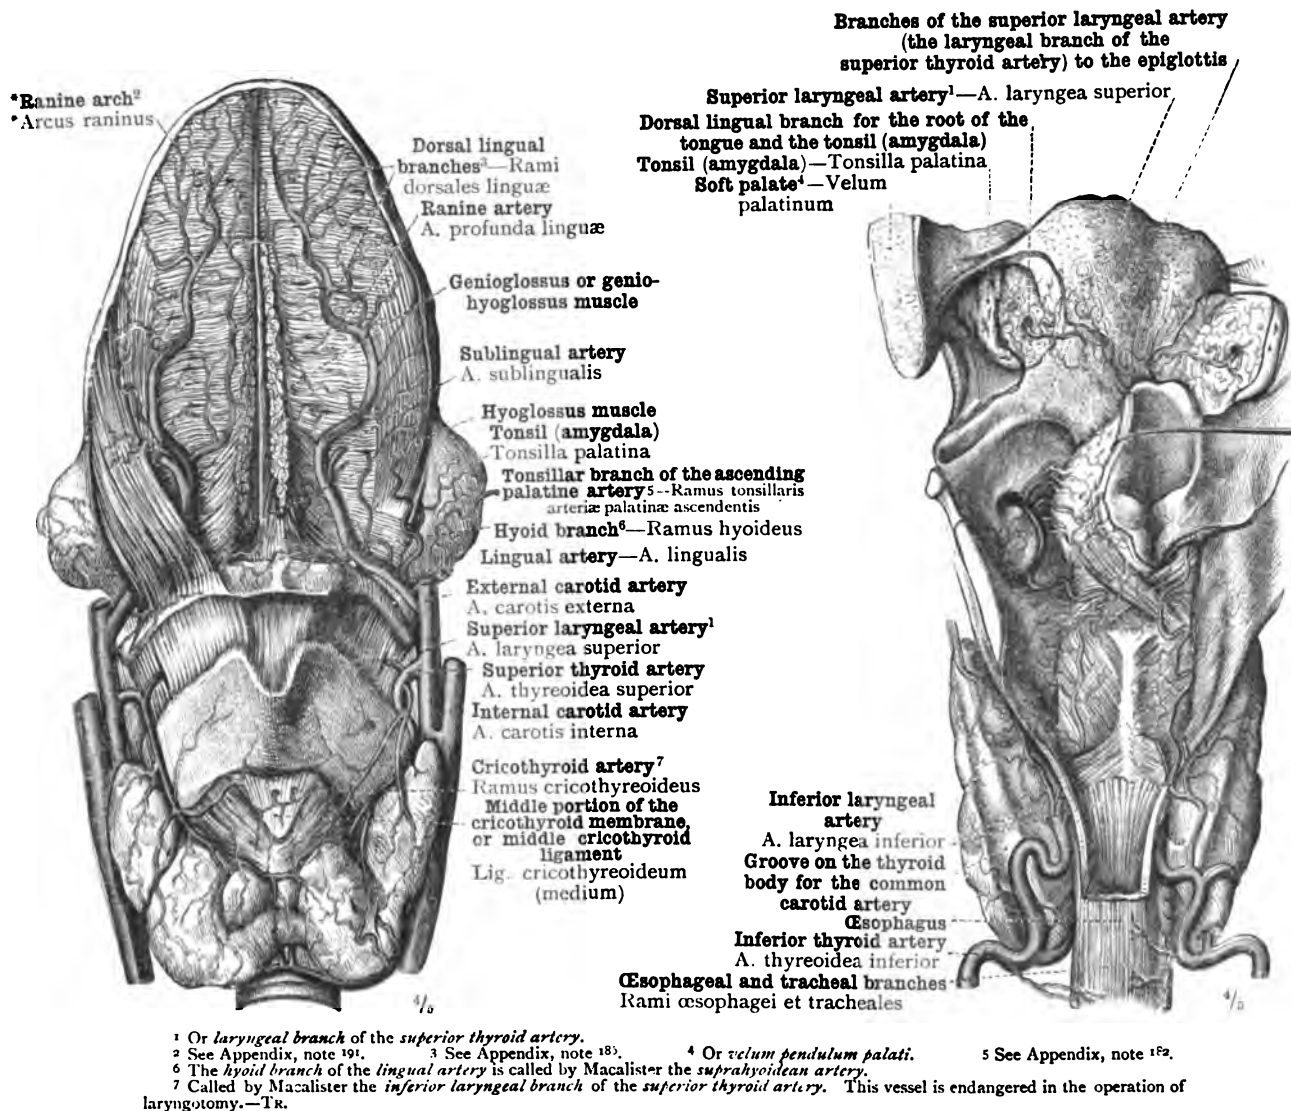 *Ranine arch²
*Arcus raninus
Dorsal lingual
branches³—Rami
dorsales linguæ
Ranine artery
A. profunda linguæ
Genioglossus or genio-
hyoglossus muscle
Sublingual artery
A. sublingualis
Hyoglossus muscle
Tonsil (amygdala)
Tonsilla palatina
Tonsillar branch of the ascending
palatine artery⁵--Ramus tonsillaris
arteriæ palatinæ ascendentis
Hyoid branch⁶—Ramus hyoideus
Lingual artery—A. lingualis
External carotid artery
A. carotis externa
Superior laryngeal artery¹
A. laryngea superior
Superior thyroid artery
A. thyreoidea superior
Internal carotid artery
A. carotis interna
Cricothyroid artery⁷
Ramus cricothyreoideus
Middle portion of the
cricothyroid membrane,
or middle cricothyroid
ligament
Lig. cricothyreoideum
(medium)
4/5
Branches of the superior laryngeal artery
(the laryngeal branch of the
superior thyroid artery) to the epiglottis
Superior laryngeal artery¹—A. laryngea superior
Dorsal lingual branch for the root of the
tongue and the tonsil (amygdala)
Tonsil (amygdala)—Tonsilla palatina
Soft palate⁴—Velum
palatinum
Inferior laryngeal
artery
A. laryngea inferior
Groove on the thyroid
body for the common
carotid artery
Œsophagus
Inferior thyroid artery
A. thyreoidea inferior
Œsophageal and tracheal branches
Rami œsophagei et tracheales
4/5
¹ Or laryngeal branch of the superior thyroid artery.
² See Appendix, note ¹⁹¹. ³ See Appendix, note ⁴ Or velum pendulum palati. ⁵ See Appendix, note
⁶ The hyoid branch of the lingual artery is called by Macalister the suprahyoidean artery.
⁷ Called by Macalister the inferior laryngeal branch of the superior thyroid artery. This vessel is endangered in the operation of
laryngotomy.—TR.